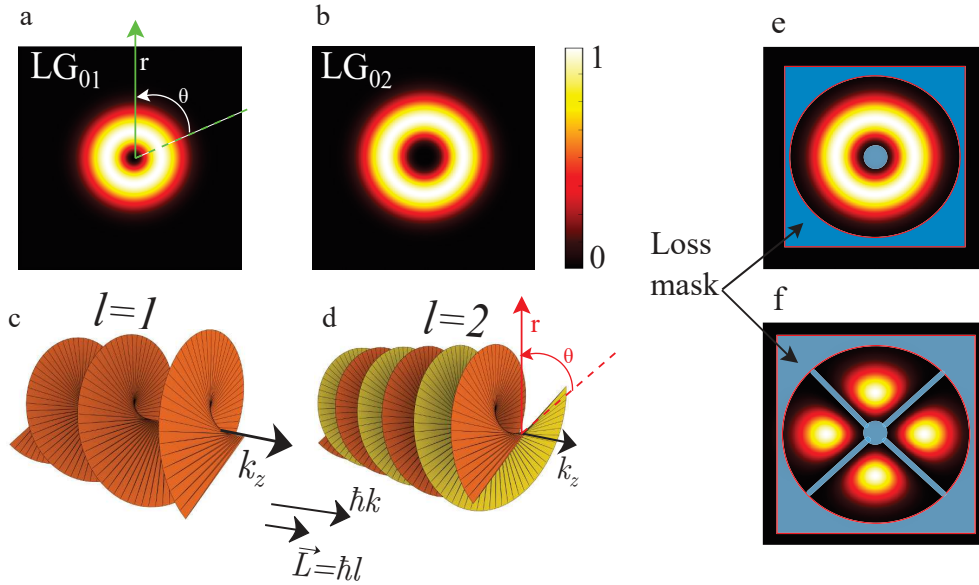 a
b
e
LG01
r
θ
LG02
1
0
Loss
mask
f
c
l=1
d
l=2
r
θ
kz
kz
ħk
L⃗=ħl